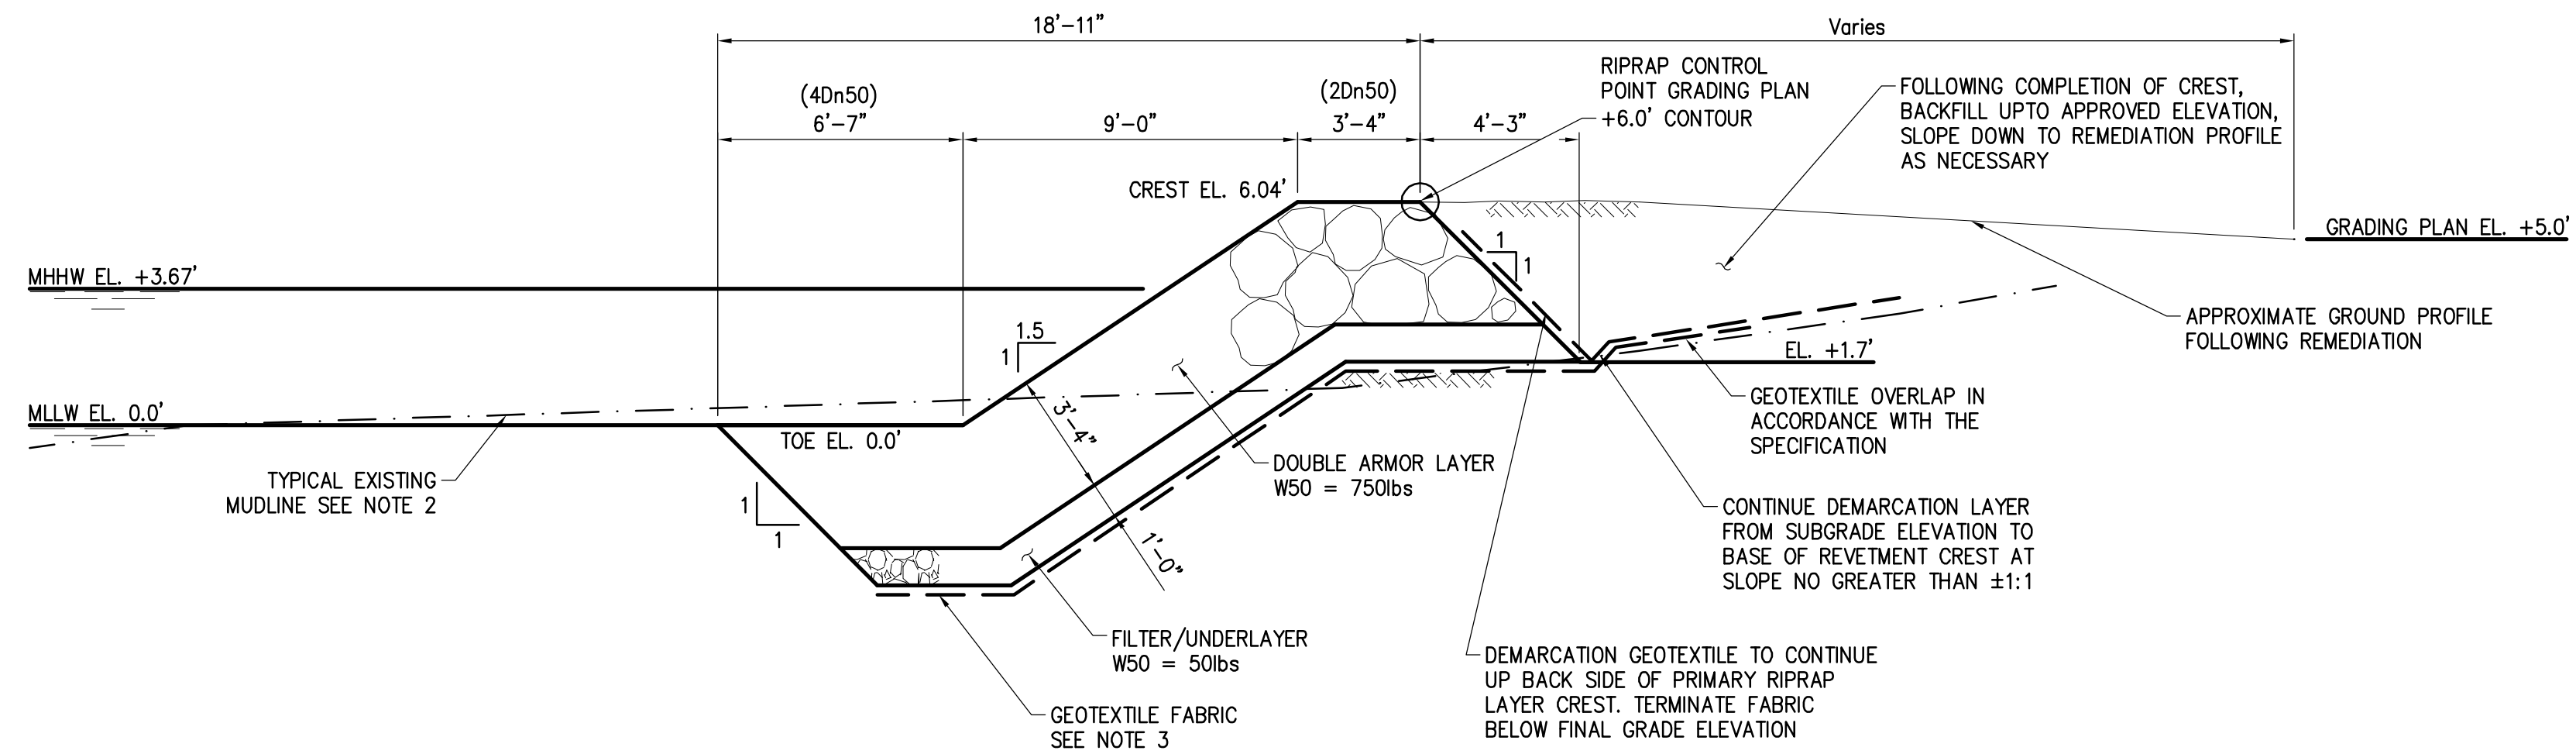 18'-11"
Varies
(4Dn50)
6'-7"
9'-0"
(2Dn50)
3'-4"
4'-3"
RIPRAP CONTROL
POINT GRADING PLAN
+6.0' CONTOUR
FOLLOWING COMPLETION OF CREST,
BACKFILL UPTO APPROVED ELEVATION,
SLOPE DOWN TO REMEDIATION PROFILE
AS NECESSARY
CREST EL. 6.04'
GRADING PLAN EL. +5.0'
MHHW EL. +3.67'
1
1
1.5
1
APPROXIMATE GROUND PROFILE
FOLLOWING REMEDIATION
EL. +1.7'
MLLW EL. 0.0'
TOE EL. 0.0'
3'-4"
GEOTEXTILE OVERLAP IN
ACCORDANCE WITH THE
SPECIFICATION
TYPICAL EXISTING
MUDLINE SEE NOTE 2
DOUBLE ARMOR LAYER
W50 = 750lbs
1
1
CONTINUE DEMARCATION LAYER
FROM SUBGRADE ELEVATION TO
BASE OF REVETMENT CREST AT
SLOPE NO GREATER THAN ±1:1
1'-0"
FILTER/UNDERLAYER
W50 = 50lbs
DEMARCATION GEOTEXTILE TO CONTINUE
UP BACK SIDE OF PRIMARY RIPRAP
LAYER CREST. TERMINATE FABRIC
BELOW FINAL GRADE ELEVATION
GEOTEXTILE FABRIC
SEE NOTE 3